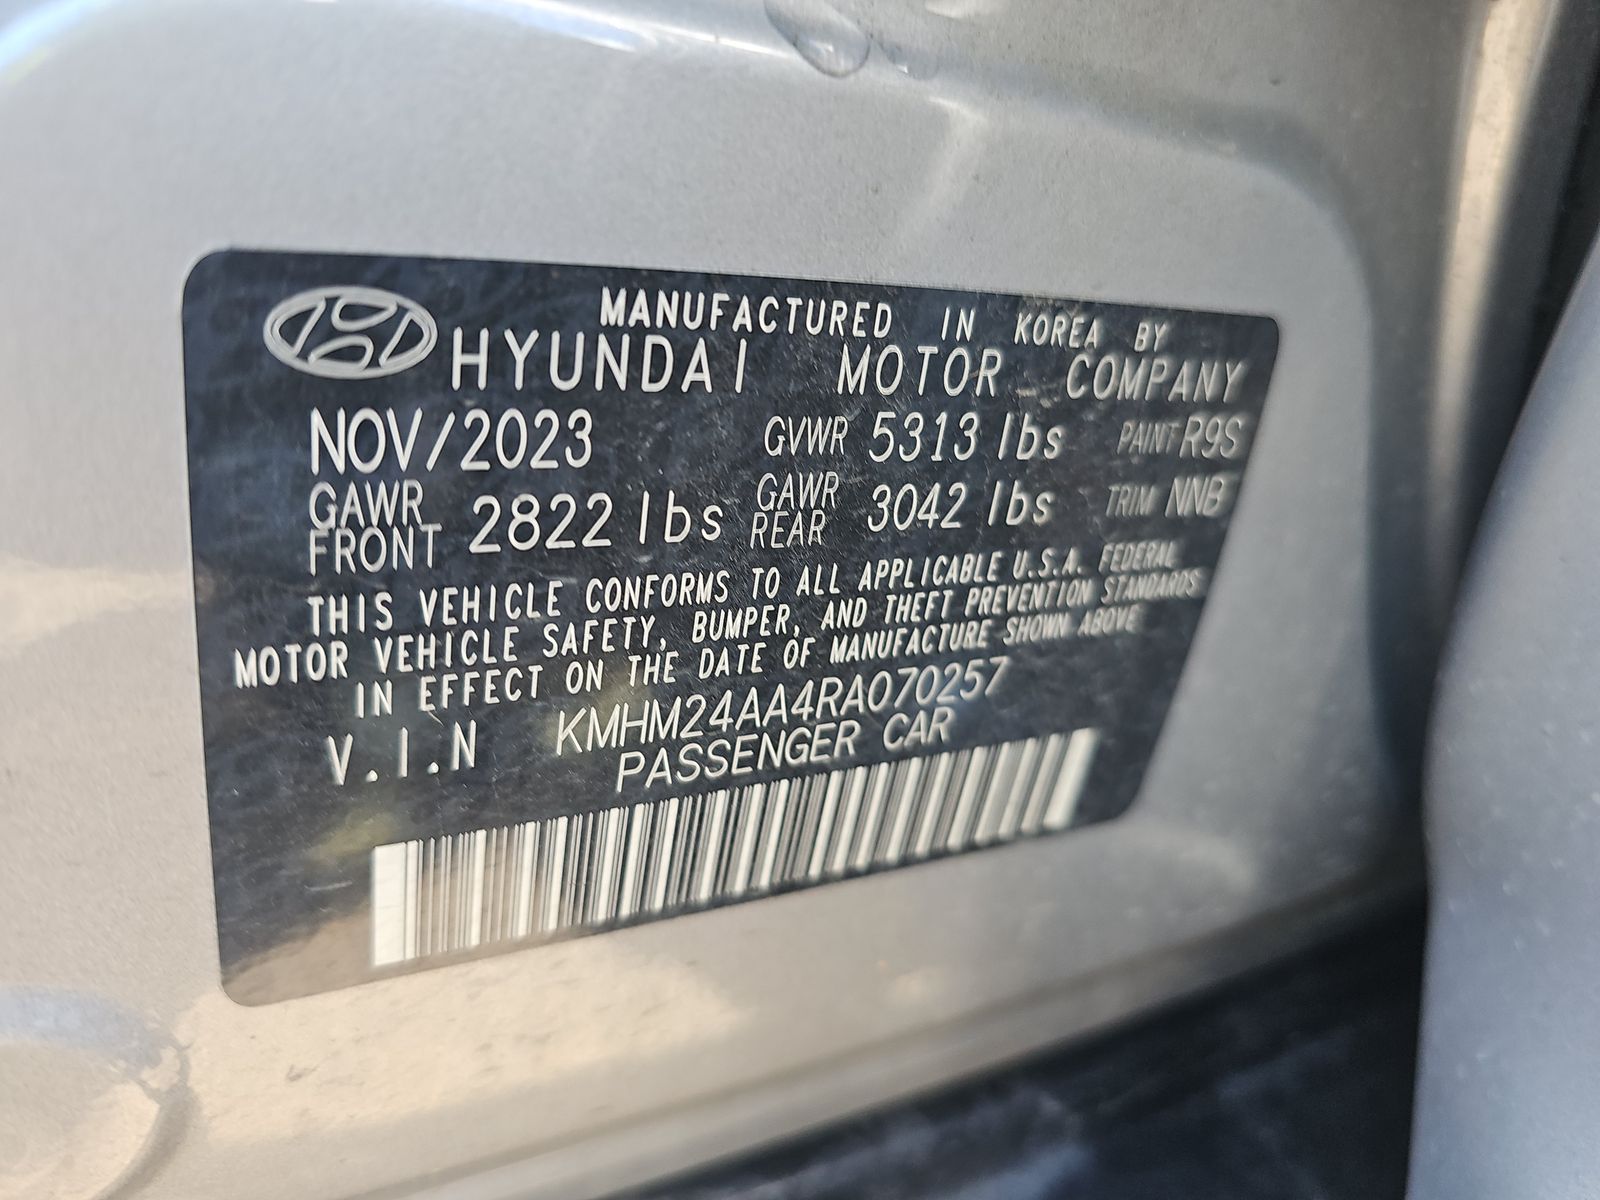 MANUFACTURED IN KOREA BY
HYUNDAI MOTOR COMPANY
NOV/2023 GVWR 5313 lbs PAINT R9S
GAWR FRONT 2822 lbs GAWR REAR 3042 lbs TRIM NNB
THIS VEHICLE CONFORMS TO ALL APPLICABLE U.S.A. FEDERAL
MOTOR VEHICLE SAFETY, BUMPER, AND THEFT PREVENTION STANDARDS
IN EFFECT ON THE DATE OF MANUFACTURE SHOWN ABOVE
V.I.N KMHM24AA4RA070257
PASSENGER CAR